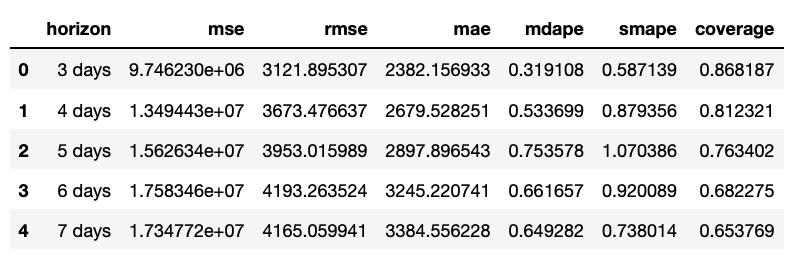 horizon mse rmse mae mdape smape coverage
0 3 days 9.746230e+06 3121.895307 2382.156933 0.319108 0.587139 0.868187
1 4 days 1.349443e+07 3673.476637 2679.528251 0.533699 0.879356 0.812321
2 5 days 1.562634e+07 3953.015989 2897.896543 0.753578 1.070386 0.763402
3 6 days 1.758346e+07 4193.263524 3245.220741 0.661657 0.920089 0.682275
4 7 days 1.734772e+07 4165.059941 3384.556228 0.649282 0.738014 0.653769